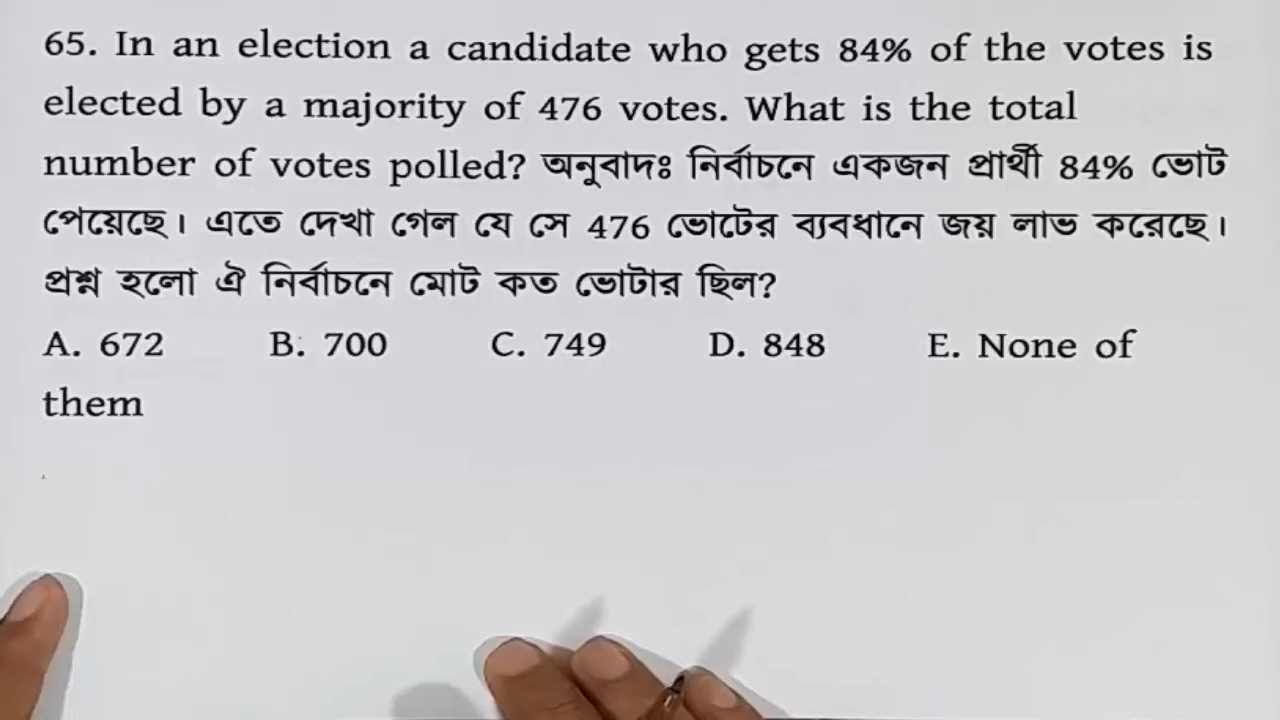 65. In an election a candidate who gets 84% of the votes is
elected by a majority of 476 votes. What is the total
number of votes polled? অনুবাদঃ নির্বাচনে একজন প্রার্থী 84% ভোট
পেয়েছে। এতে দেখা গেল যে সে 476 ভোটের ব্যবধানে জয় লাভ করেছে।
প্রশ্ন হলো ঐ নির্বাচনে মোট কত ভোটার ছিল?
A. 672 B. 700 C. 749 D. 848 E. None of
them